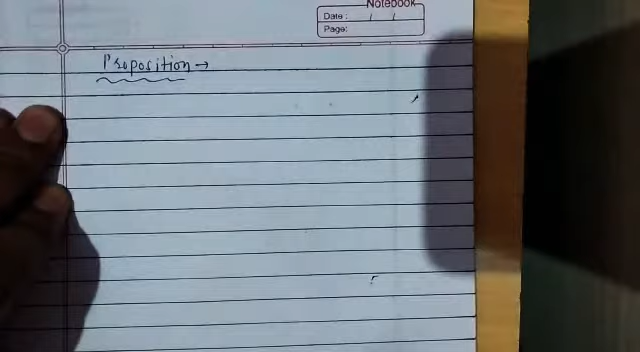 Notebook
Date : / /
Page:
Proposition →